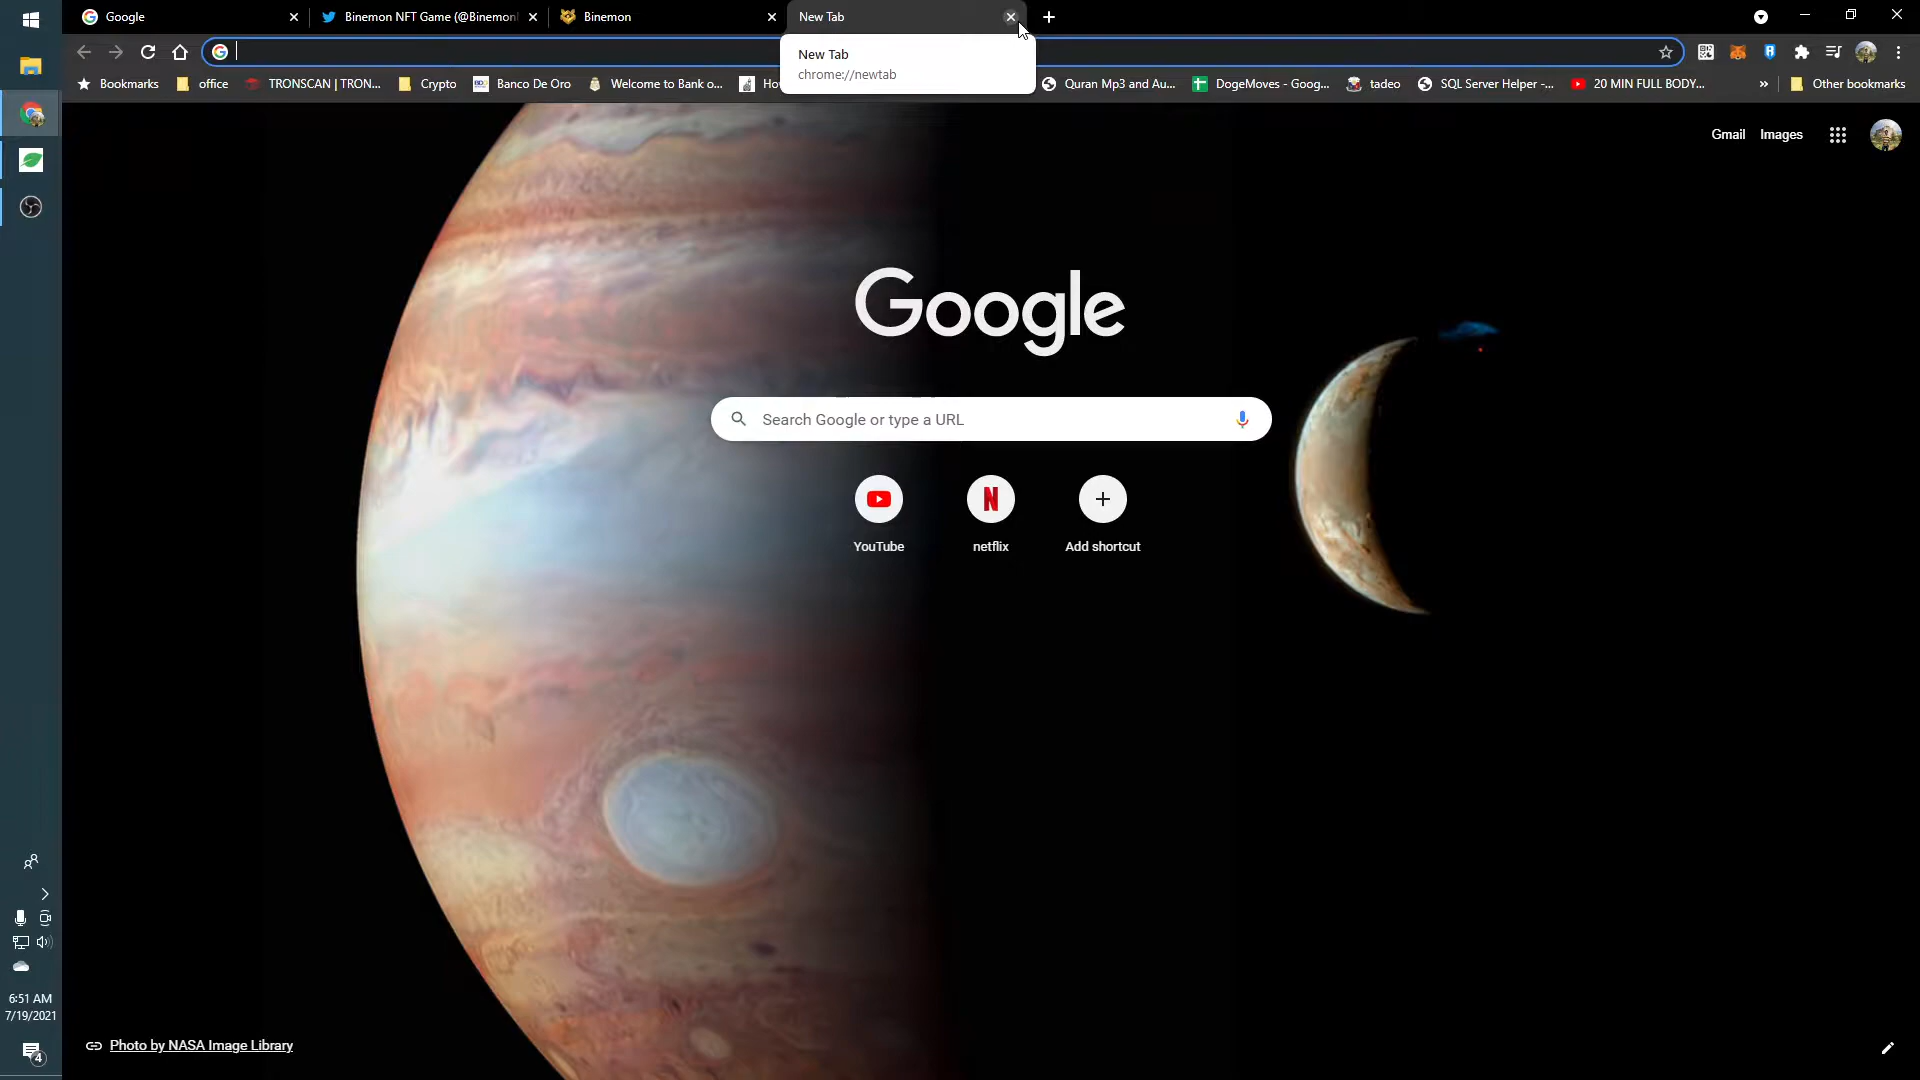 Google
Binemon NFT Game (@Binemon
Binemon
New Tab
New Tab
chrome://newtab
Bookmarks
office
TRONSCAN | TRON...
Crypto
Banco De Oro
Welcome to Bank o...
Quran Mp3 and Au...
DogeMoves - Goog...
tadeo
SQL Server Helper -...
20 MIN FULL BODY...
»
Other bookmarks
Gmail
Images
Google
Search Google or type a URL
YouTube
netflix
Add shortcut
6:51 AM
7/19/2021
4
Photo by NASA Image Library